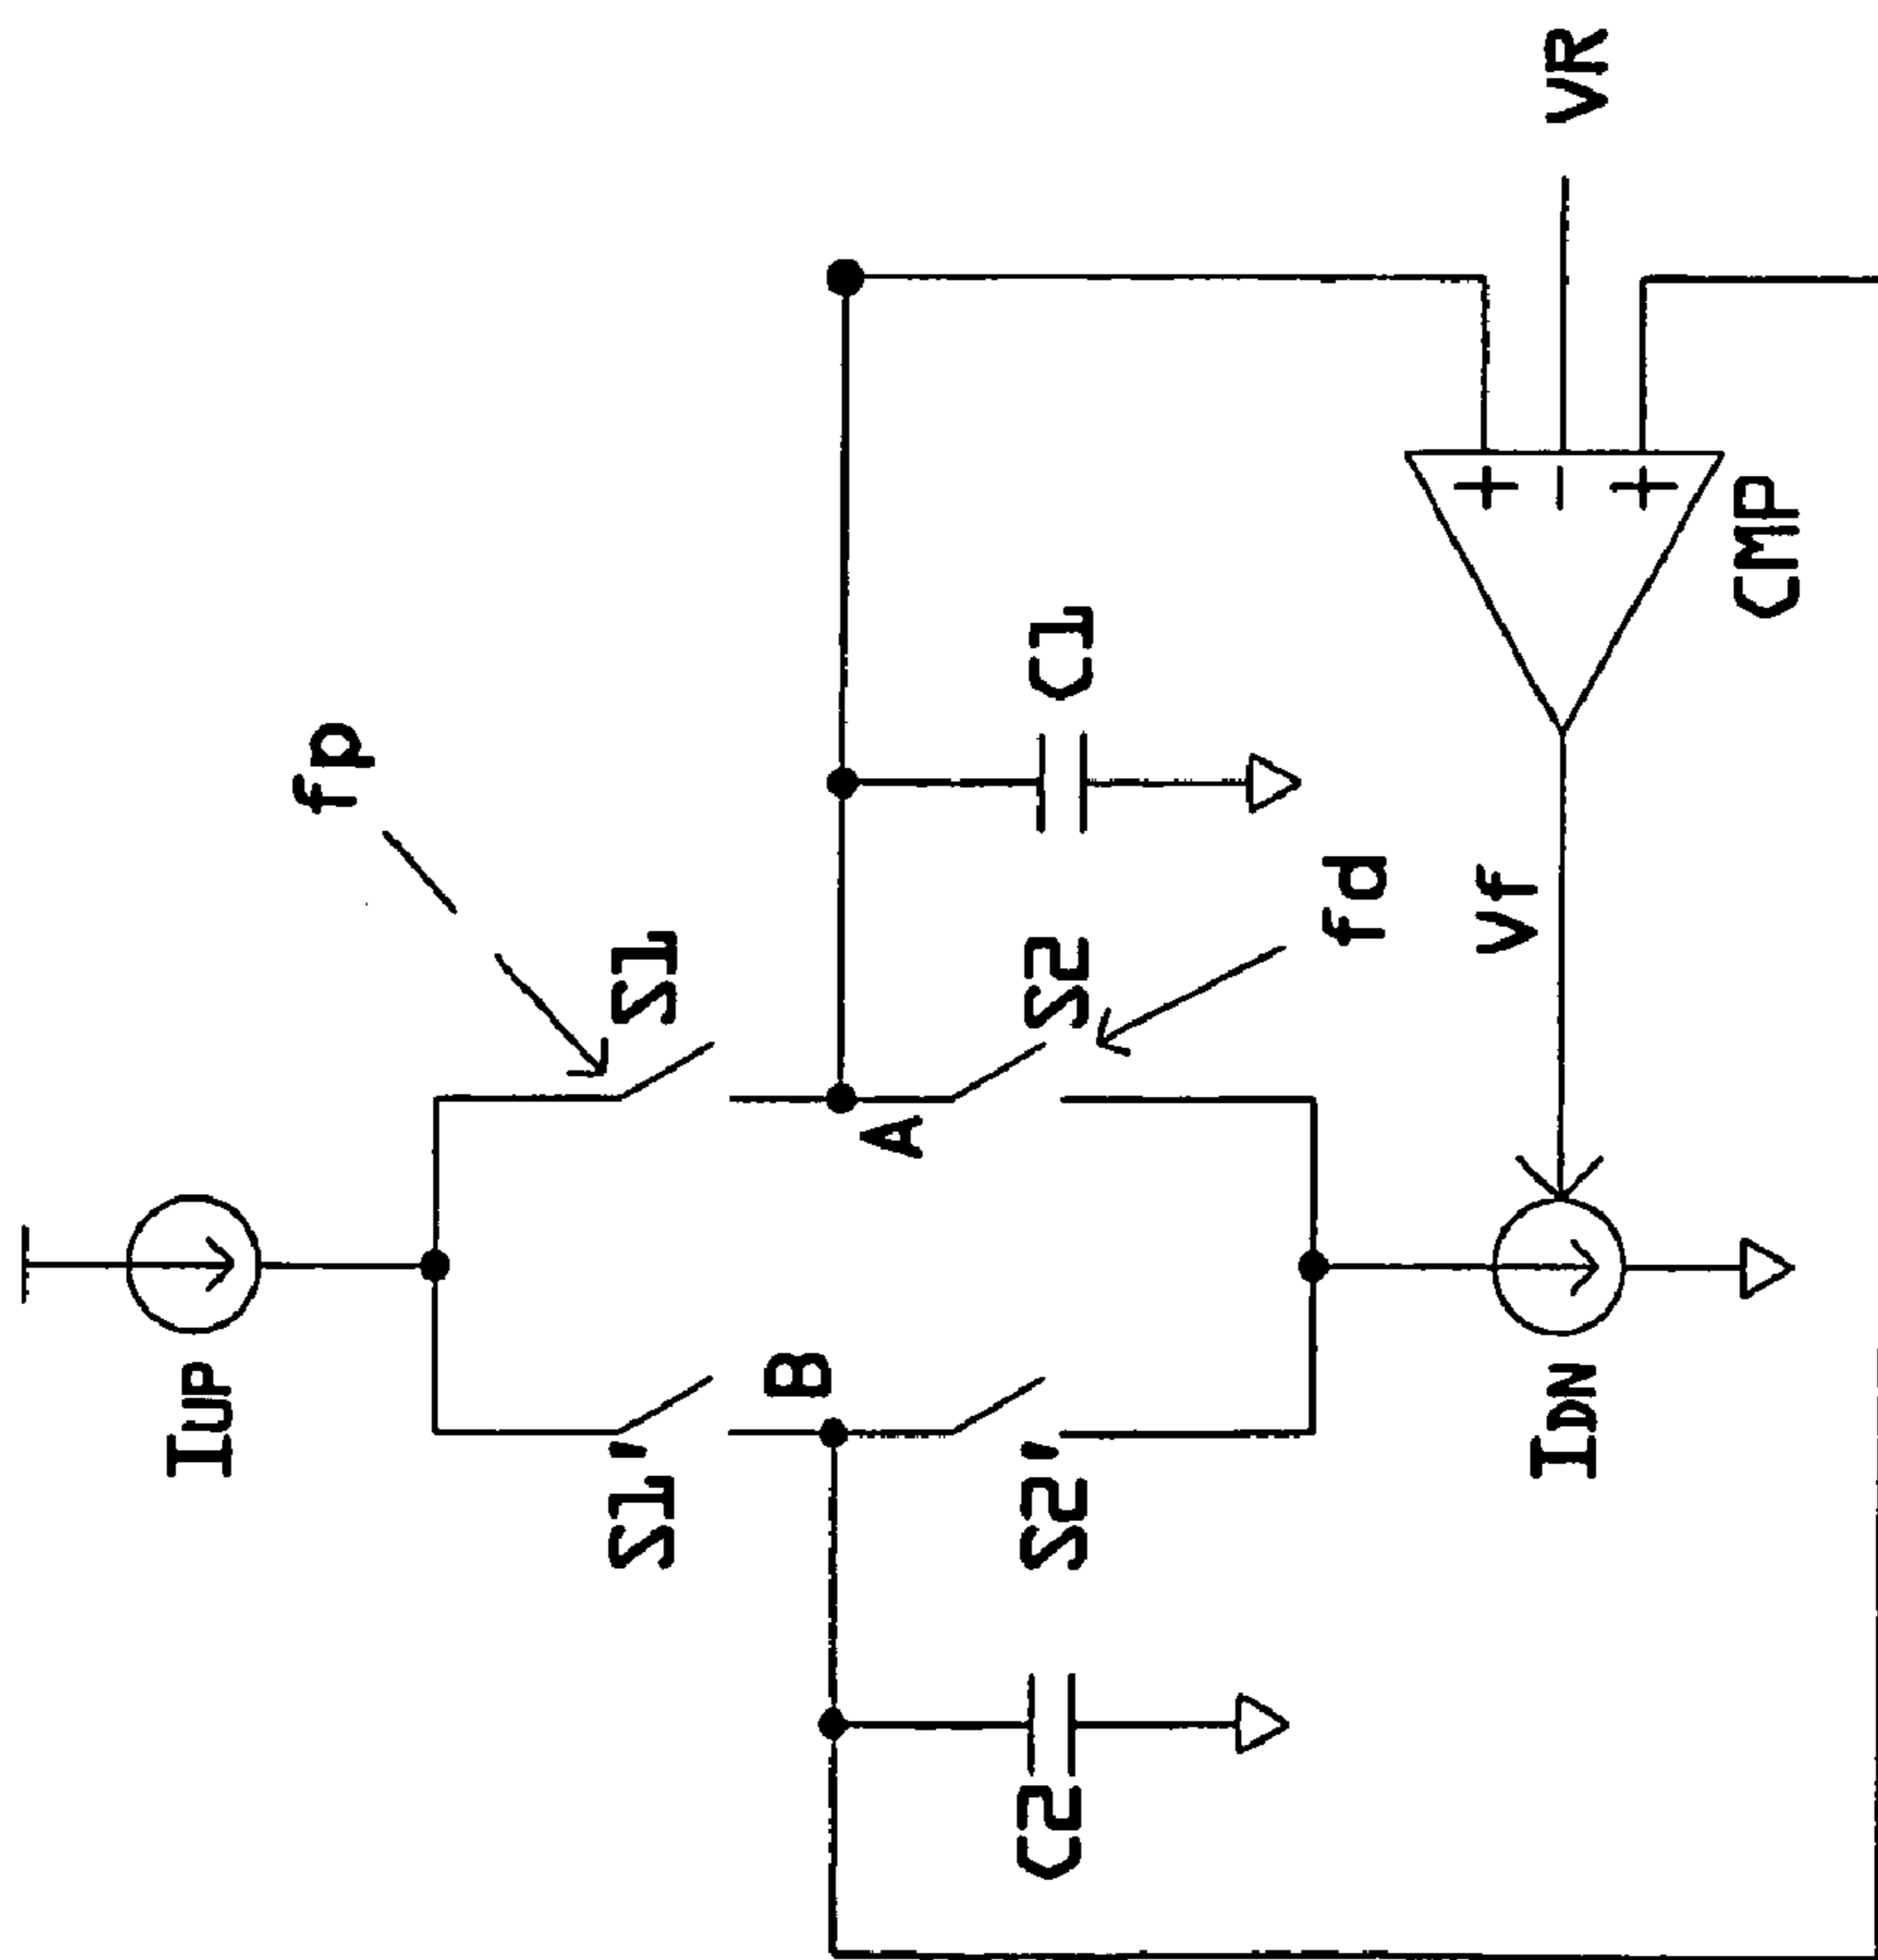 IUP
fp
S1'
S1
B
A
C2
S2'
S2
C1
fd
Vf
IDN
VR
CMP